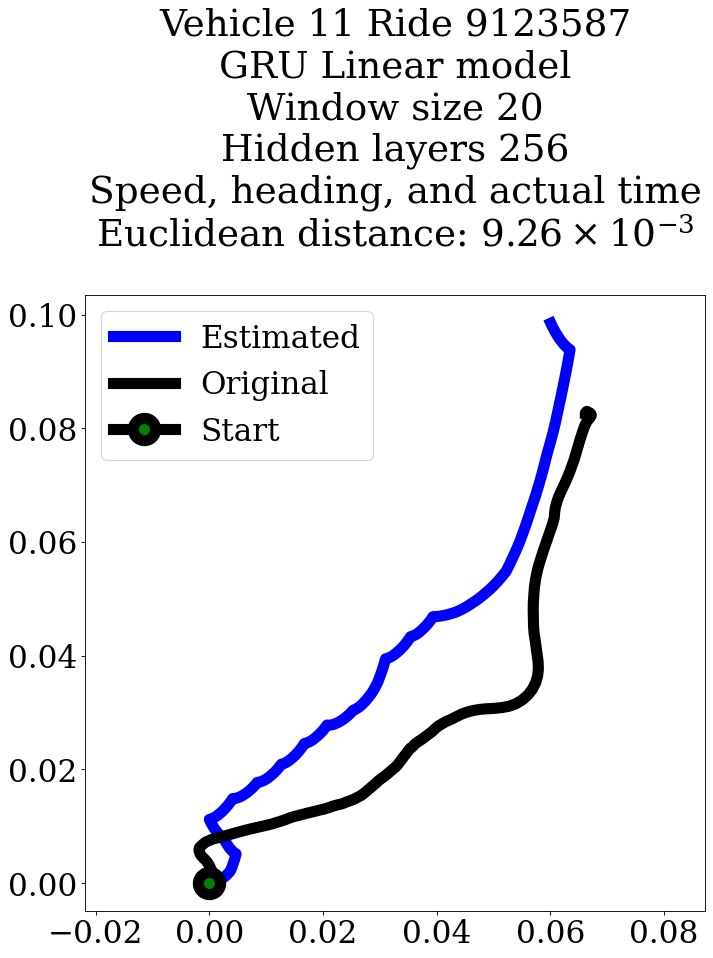 Vehicle 11 Ride 9123587
GRU Linear model
Window size 20
Hidden layers 256
Speed, heading, and actual time
Euclidean distance: 9.26 × 10⁻³
Estimated
Original
Start
0.10
0.08
0.06
0.04
0.02
0.00
−0.02 0.00 0.02 0.04 0.06 0.08